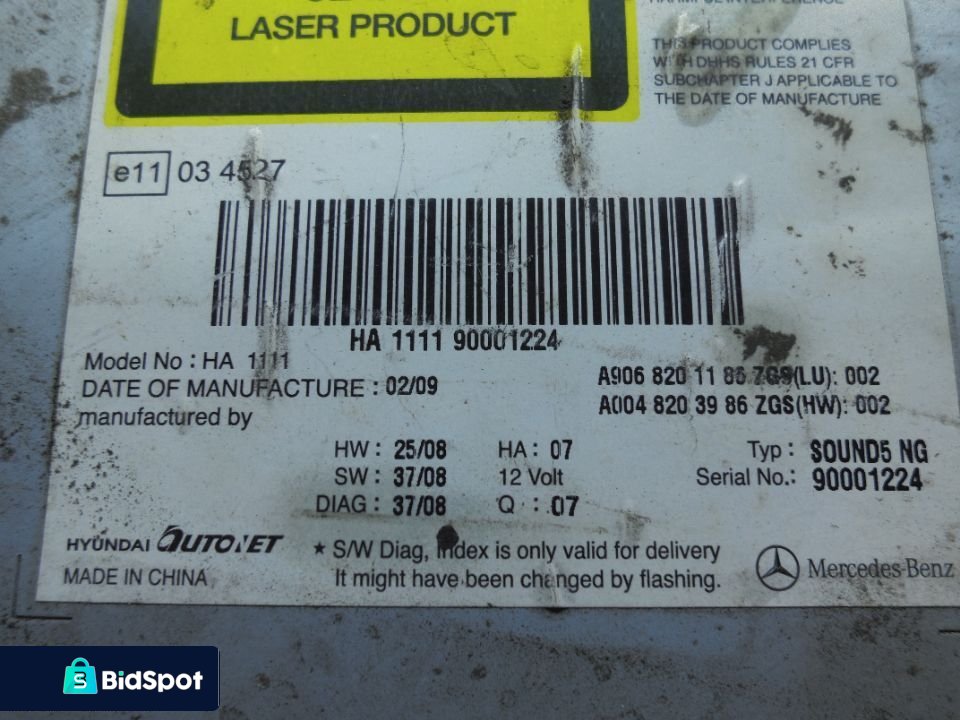 LASER PRODUCT
THIS PRODUCT COMPLIES
WITH DHHS RULES 21 CFR
SUBCHAPTER J APPLICABLE TO
THE DATE OF MANUFACTURE
e11 03 4527
HA 1111 90001224
Model No : HA 1111
DATE OF MANUFACTURE : 02/09
manufactured by
A906 820 11 86 ZGS(LU): 002
A004 820 39 86 ZGS(HW): 002
HW : 25/08 HA : 07 Typ : SOUND5 NG
SW : 37/08 12 Volt Serial No.: 90001224
DIAG : 37/08 Q : .07
HYUNDAI AUTONET
MADE IN CHINA
★ S/W Diag, Index is only valid for delivery
It might have been changed by flashing.
Mercedes-Benz
BidSpot